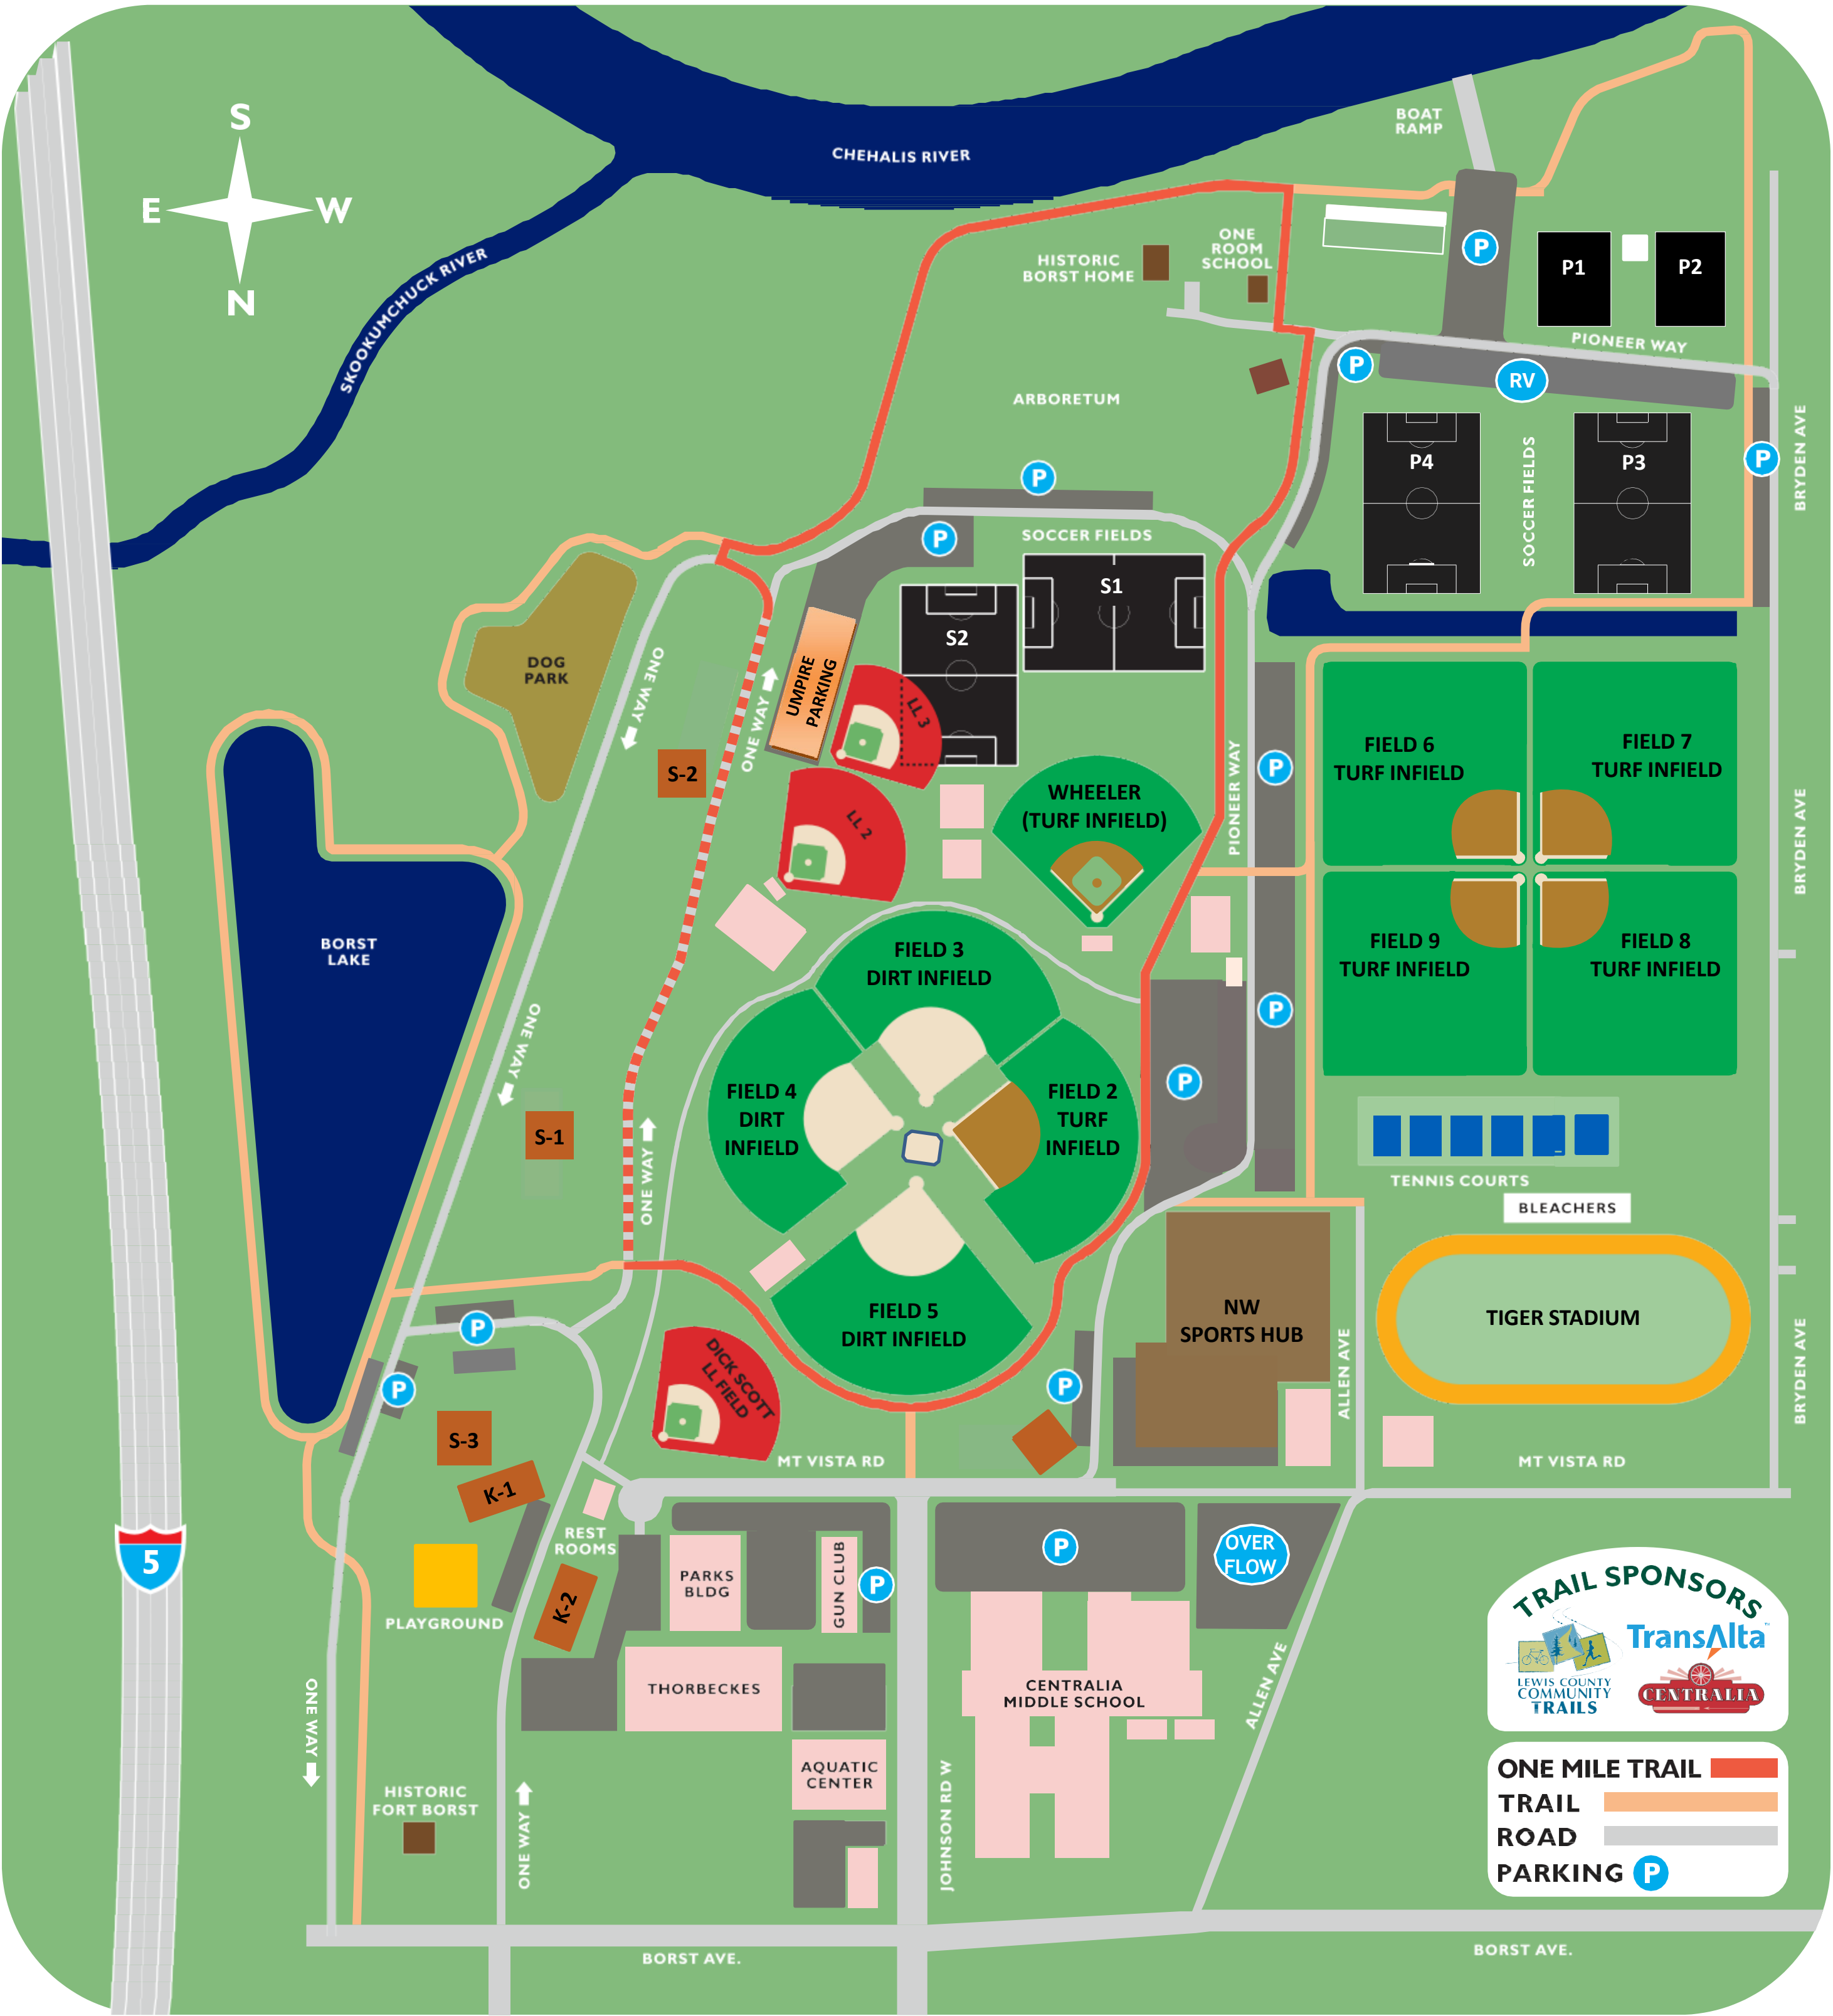 S
E
W
N
CHEHALIS RIVER
BOAT
RAMP
SKOOKUMCHUCK RIVER
HISTORIC
BORST HOME
ONE
ROOM
SCHOOL
P
P1
P2
PIONEER WAY
P
RV
ARBORETUM
P4
SOCCER FIELDS
P3
P
BRYDEN AVE
P
P
SOCCER FIELDS
S1
S2
DOG
PARK
ONE WAY
ONE WAY
UMPIRE
PARKING
LL 3
S-2
LL 2
WHEELER
(TURF INFIELD)
PIONEER WAY
P
FIELD 6
TURF INFIELD
FIELD 7
TURF INFIELD
BRYDEN AVE
BORST
LAKE
FIELD 3
DIRT INFIELD
FIELD 9
TURF INFIELD
FIELD 8
TURF INFIELD
P
ONE WAY
FIELD 4
DIRT
INFIELD
FIELD 2
TURF
INFIELD
P
S-1
ONE WAY
TENNIS COURTS
BLEACHERS
FIELD 5
DIRT INFIELD
NW
SPORTS HUB
TIGER STADIUM
ALLEN AVE
BRYDEN AVE
P
P
P
DICK SCOTT
LL FIELD
S-3
MT VISTA RD
MT VISTA RD
K-1
REST
ROOMS
5
K-2
PARKS
BLDG
GUN CLUB
P
P
OVER
FLOW
PLAYGROUND
THORBECKES
CENTRALIA
MIDDLE SCHOOL
ALLEN AVE
ONE WAY
AQUATIC
CENTER
HISTORIC
FORT BORST
ONE WAY
JOHNSON RD W
TRAIL SPONSORS
LEWIS COUNTY
COMMUNITY
TRAILS
TransAlta
CENTRALIA
ONE MILE TRAIL
TRAIL
ROAD
PARKING P
BORST AVE.
BORST AVE.